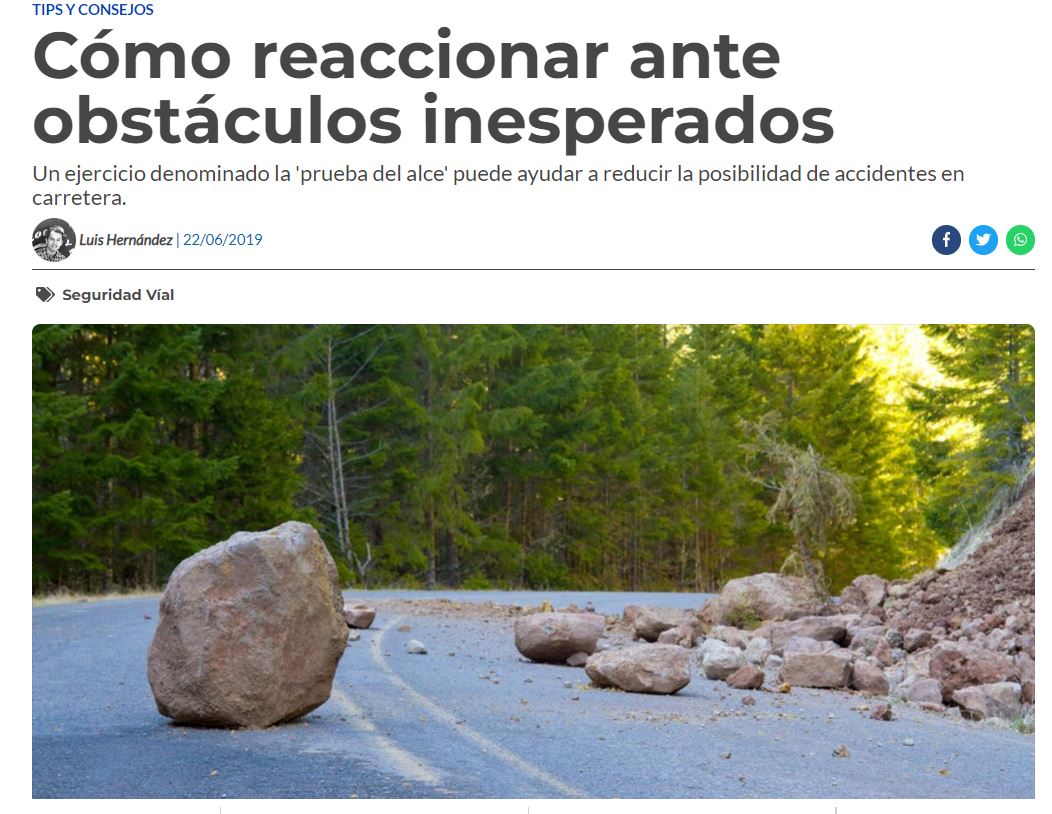 TIPS Y CONSEJOS
Cómo reaccionar ante
obstáculos inesperados
Un ejercicio denominado la 'prueba del alce' puede ayudar a reducir la posibilidad de accidentes en
carretera.
Luis Hernández | 22/06/2019
Seguridad Víal